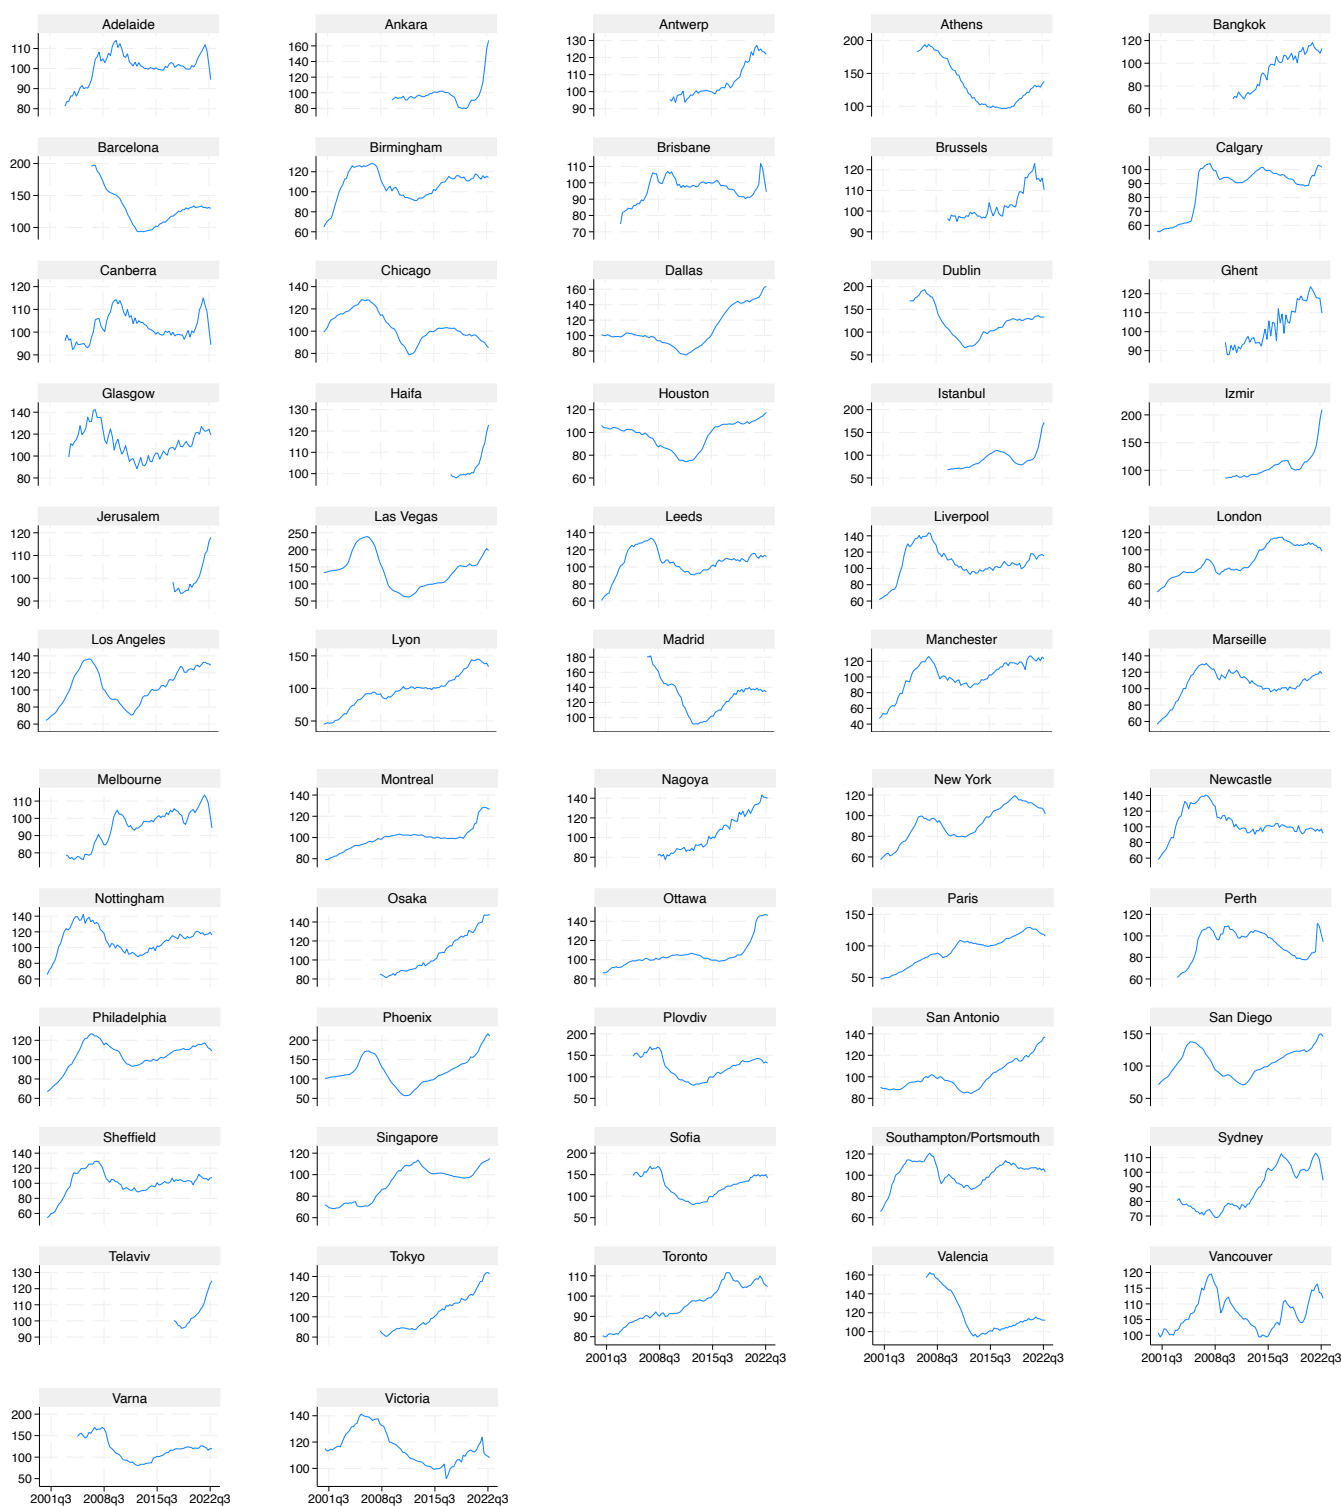 Adelaide Ankara Antwerp Athens Bangkok
110 100 90 80
160 140 120 100 80
130 120 110 100 90
200 150 100
120 100 80 60
Barcelona Birmingham Brisbane Brussels Calgary
200 150 100
120 100 80 60
110 100 90 80 70
120 110 100 90
100 90 80 70 60
Canberra Chicago Dallas Dublin Ghent
120 110 100 90
140 120 100 80
160 140 120 100 80
200 150 100 50
120 110 100 90
Glasgow Haifa Houston Istanbul Izmir
140 120 100 80
130 120 110 100
120 100 80 60
200 150 100 50
200 150 100
Jerusalem Las Vegas Leeds Liverpool London
120 110 100 90
250 200 150 100 50
140 120 100 80 60
140 120 100 80 60
120 100 80 60 40
Los Angeles Lyon Madrid Manchester Marseille
140 120 100 80 60
150 100 50
180 160 140 120 100
120 100 80 60 40
140 120 100 80 60
Melbourne Montreal Nagoya New York Newcastle
110 100 90 80
140 120 100 80
140 120 100 80
120 100 80 60
140 120 100 80 60
Nottingham Osaka Ottawa Paris Perth
140 120 100 80 60
140 120 100 80
140 120 100 80
150 100 50
120 100 80 60
Philadelphia Phoenix Plovdiv San Antonio San Diego
120 100 80 60
200 150 100 50
200 150 100 50
140 120 100 80
150 100 50
Sheffield Singapore Sofia Southampton/Portsmouth Sydney
140 120 100 80 60
120 100 80 60
200 150 100 50
120 100 80 60
110 100 90 80 70
Telaviv Tokyo Toronto Valencia Vancouver
130 120 110 100 90
140 120 100 80
110 100 90 80
160 140 120 100
120 115 110 105 100
2001q3 2008q3 2015q3 2022q3
2001q3 2008q3 2015q3 2022q3
2001q3 2008q3 2015q3 2022q3
Varna Victoria
200 150 100 50
140 120 100
2001q3 2008q3 2015q3 2022q3
2001q3 2008q3 2015q3 2022q3